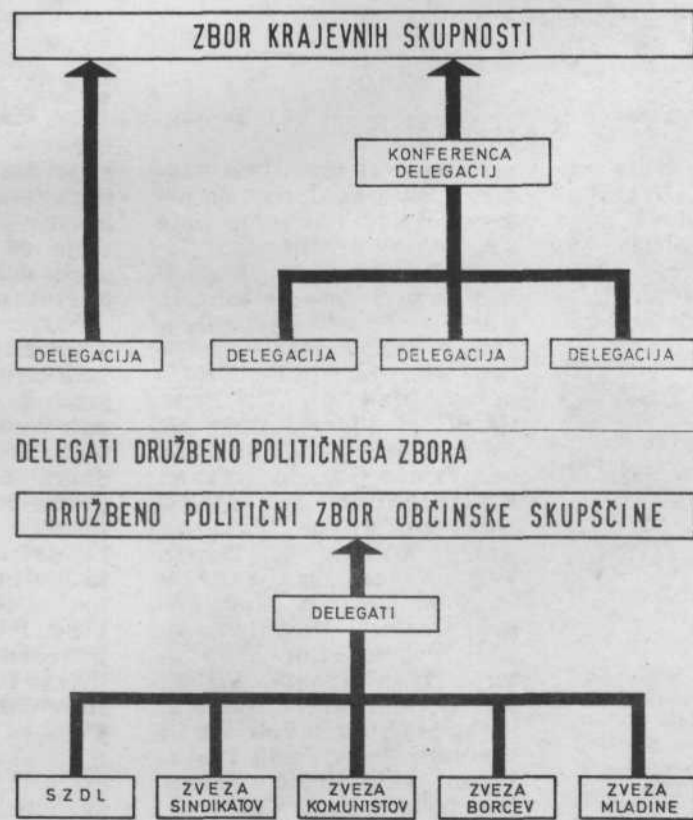 ZBOR KRAJEVNIH SKUPNOSTI
KONFERENCA
DELEGACIJ
DELEGACIJA DELEGACIJA DELEGACIJA DELEGACIJA
DELEGATI DRUŽBENO POLITIČNEGA ZBORA
DRUŽBENO POLITIČNI ZBOR OBČINSKE SKUPŠČINE
DELEGATI
SZDL
ZVEZA
SINDIKATOV
ZVEZA
KOMUNISTOV
ZVEZA
BORCEV
ZVEZA
MLADINE